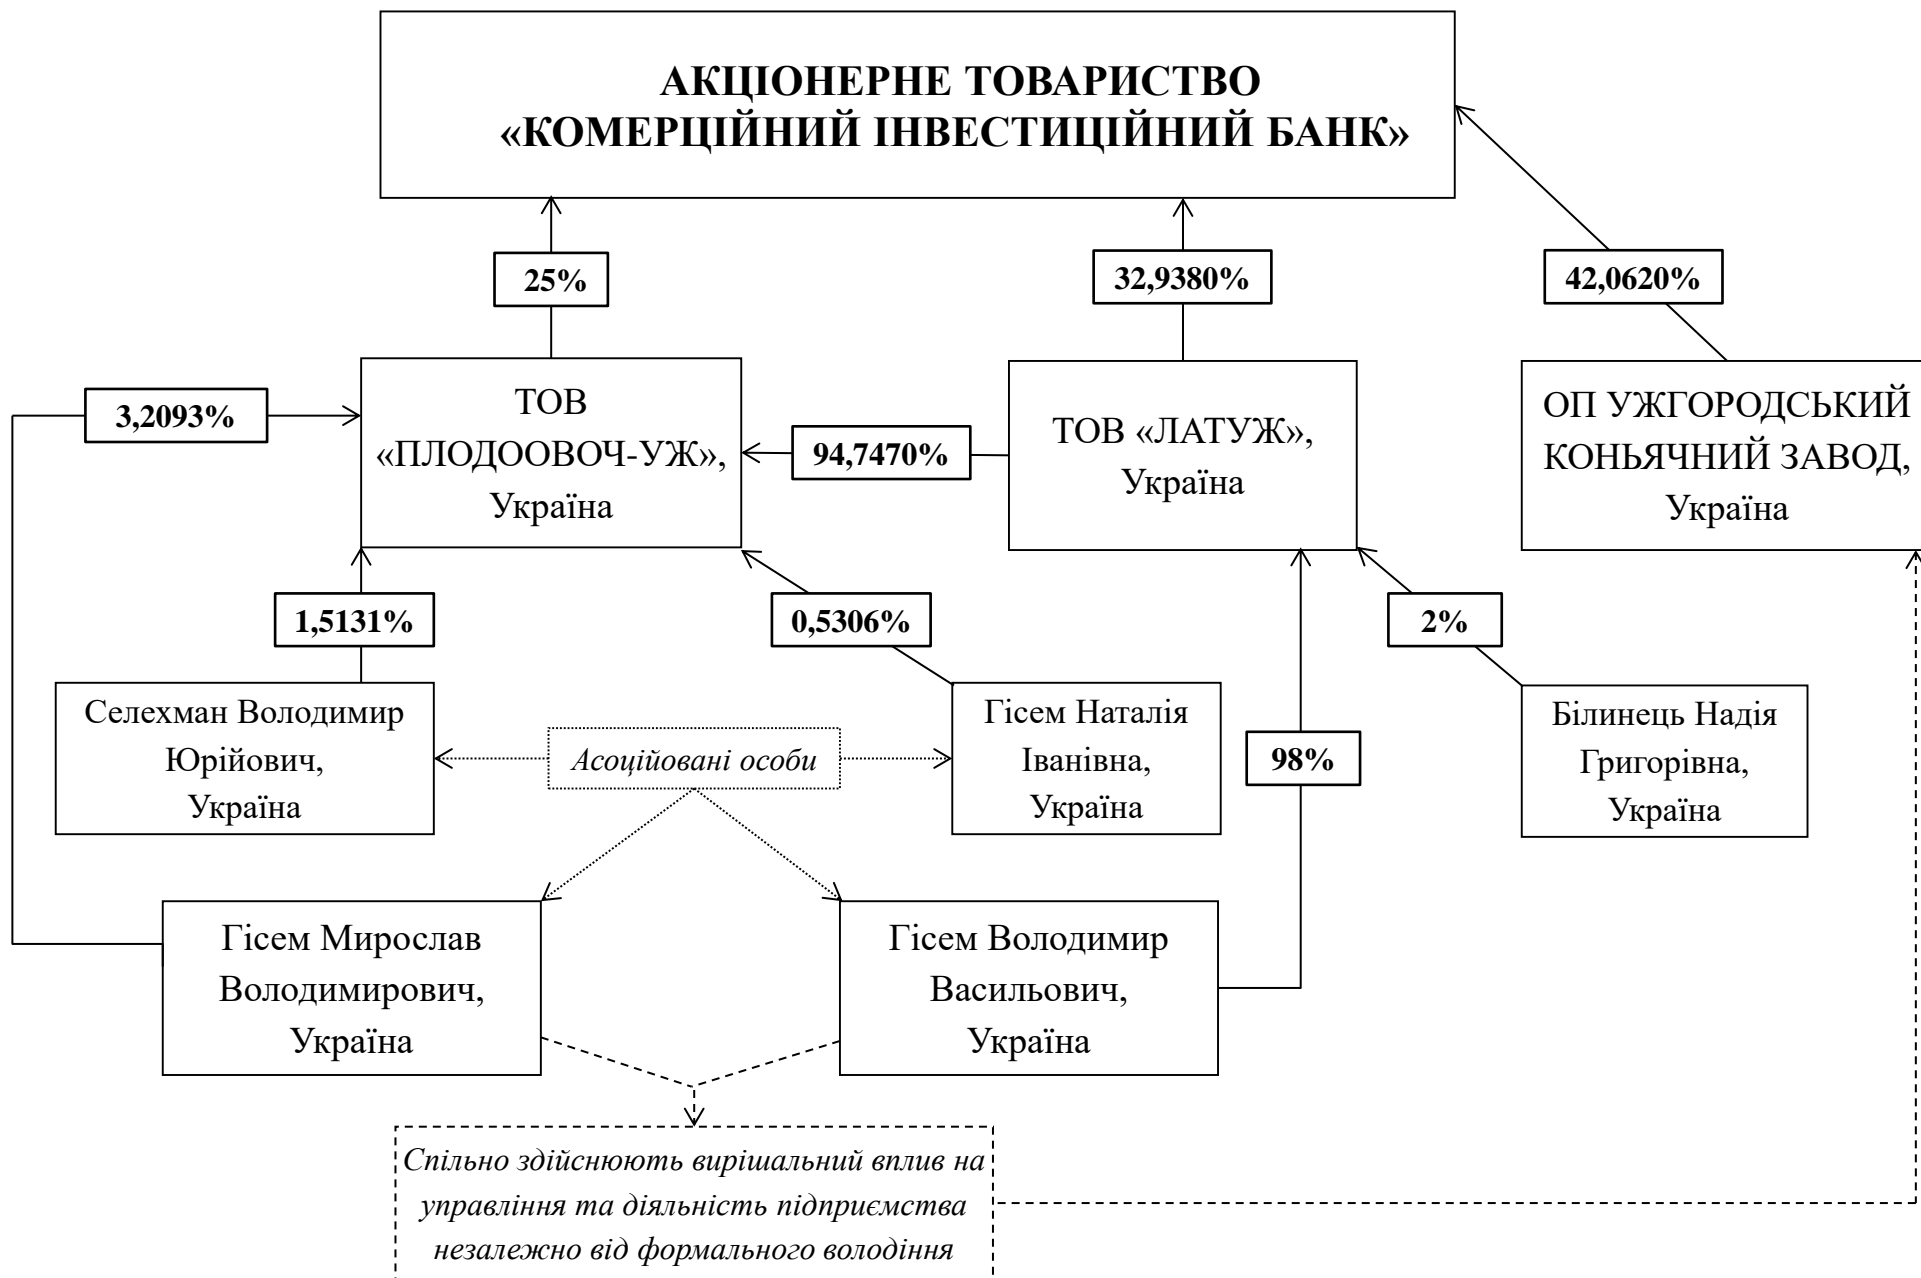 АКЦІОНЕРНЕ ТОВАРИСТВО
«КОМЕРЦІЙНИЙ ІНВЕСТИЦІЙНИЙ БАНК»
25%
32,9380%
42,0620%
3,2093%
ТОВ
«ПЛОДООВОЧ-УЖ»,
Україна
94,7470%
ТОВ «ЛАТУЖ»,
Україна
ОП УЖГОРОДСЬКИЙ
КОНЬЯЧНИЙ ЗАВОД,
Україна
1,5131%
0,5306%
2%
Селехман Володимир
Юрійович,
Україна
Асоційовані особи
Гісем Наталія
Іванівна,
Україна
98%
Білинець Надія
Григорівна,
Україна
Гісем Мирослав
Володимирович,
Україна
Гісем Володимир
Васильович,
Україна
Спільно здійснюють вирішальний вплив на
управління та діяльність підприємства
незалежно від формального володіння